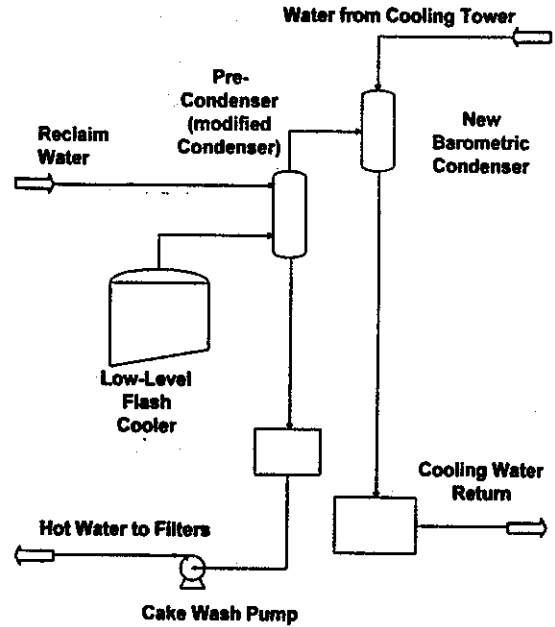 Water from Cooling Tower
Pre-
Condenser
(modified
Condenser)
Reclaim
Water
New
Barometric
Condenser
Low-Level
Flash
Cooler
Cooling Water
Return
Hot Water to Filters
Cake Wash Pump